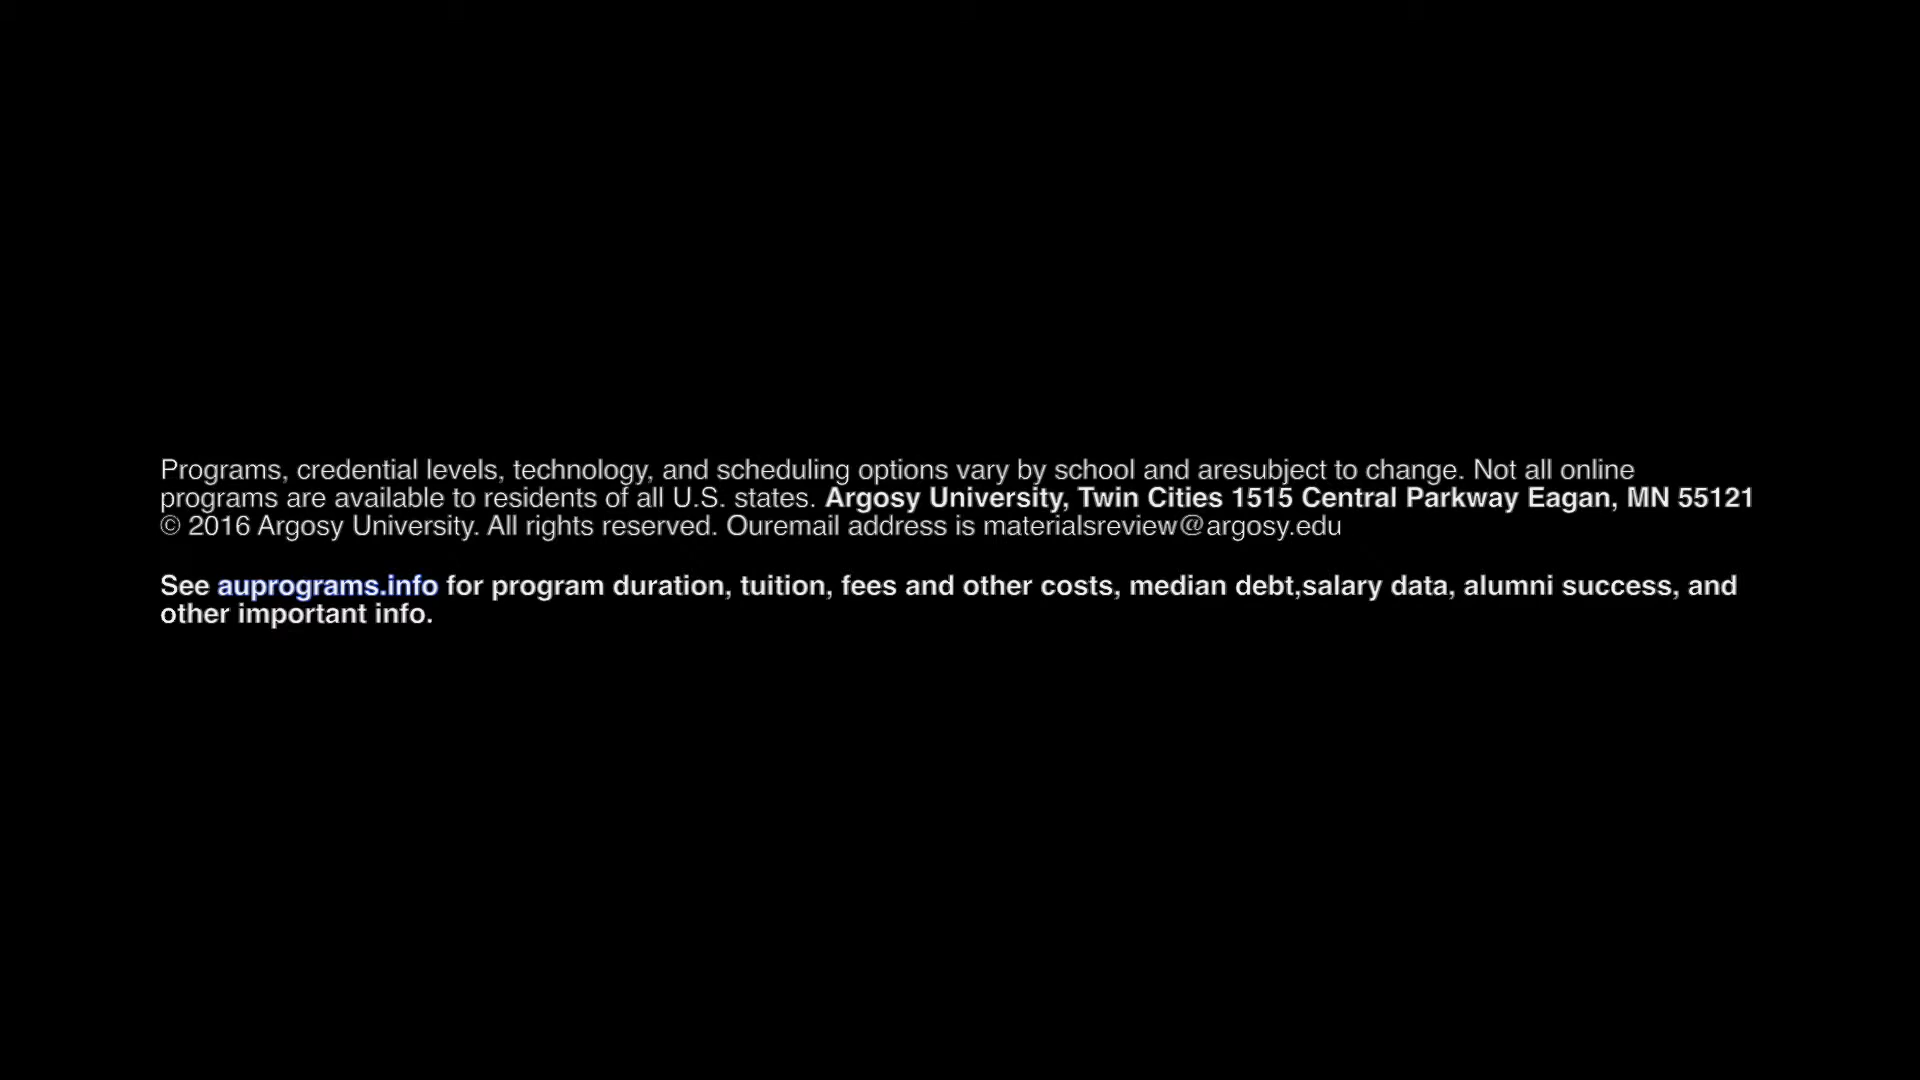 Programs, credential levels, technology, and scheduling options vary by school and aresubject to change. Not all online
programs are available to residents of all U.S. states. Argosy University, Twin Cities 1515 Central Parkway Eagan, MN 55121
© 2016 Argosy University. All rights reserved. Ouremail address is materialsreview@argosy.edu
See auprograms.info for program duration, tuition, fees and other costs, median debt,salary data, alumni success, and
other important info.